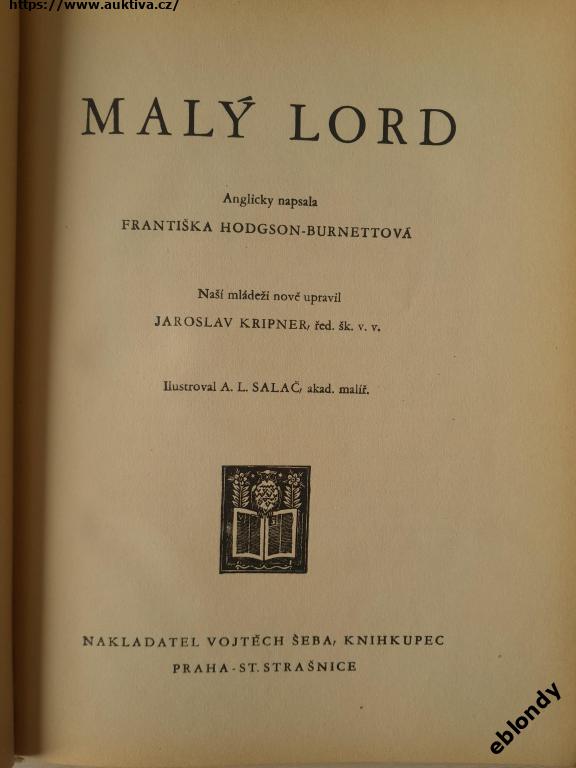 https://www.auktiva.cz/
MALÝ LORD
Anglicky napsala
FRANTIŠKA HODGSON-BURNETTOVÁ
Naší mládeži nově upravil
JAROSLAV KRIPNER, řed. šk. v. v.
Ilustroval A. L. SALAČ, akad. malíř.
NAKLADATEL VOJTĚCH ŠEBA, KNIHKUPEC
PRAHA-ST. STRAŠNICE
eblondy